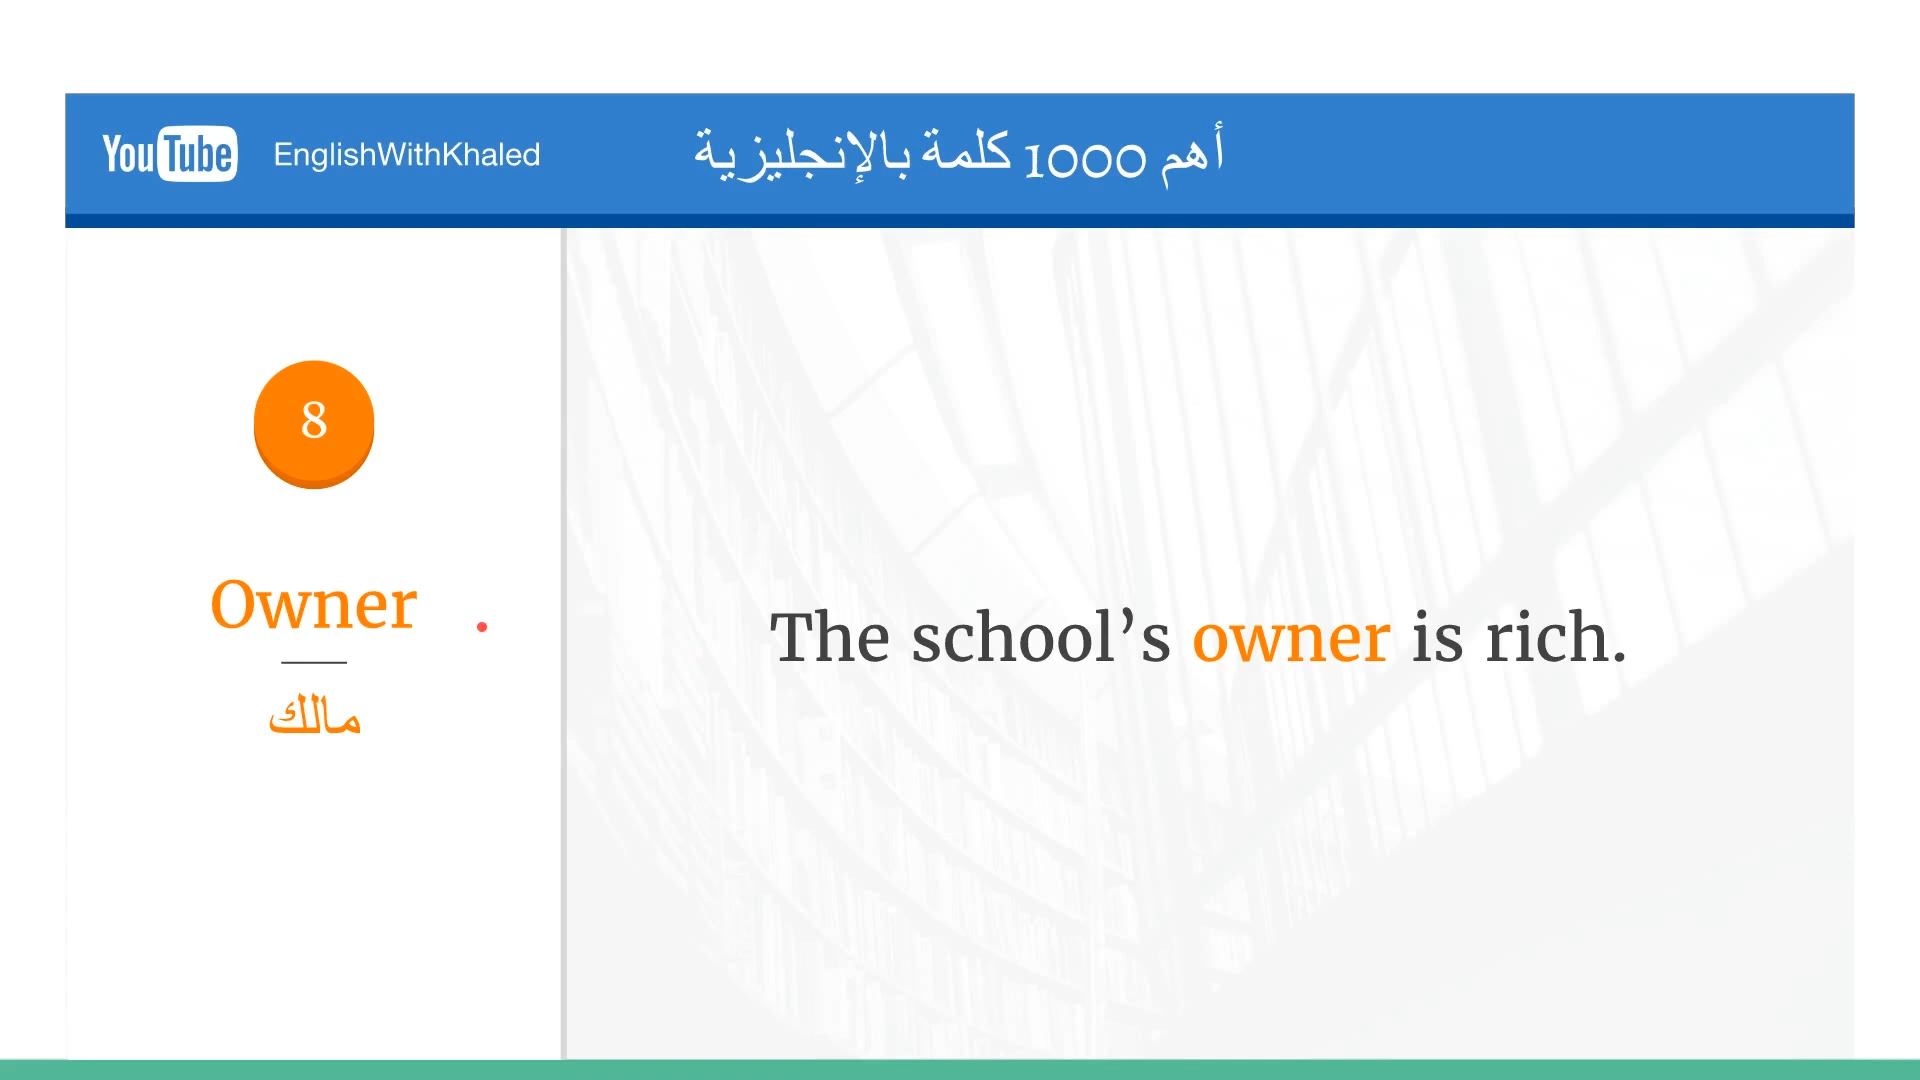 YouTube EnglishWithKhaled
أهم 1000 كلمة بالإنجليزية
8
Owner
مالك
The school’s owner is rich.